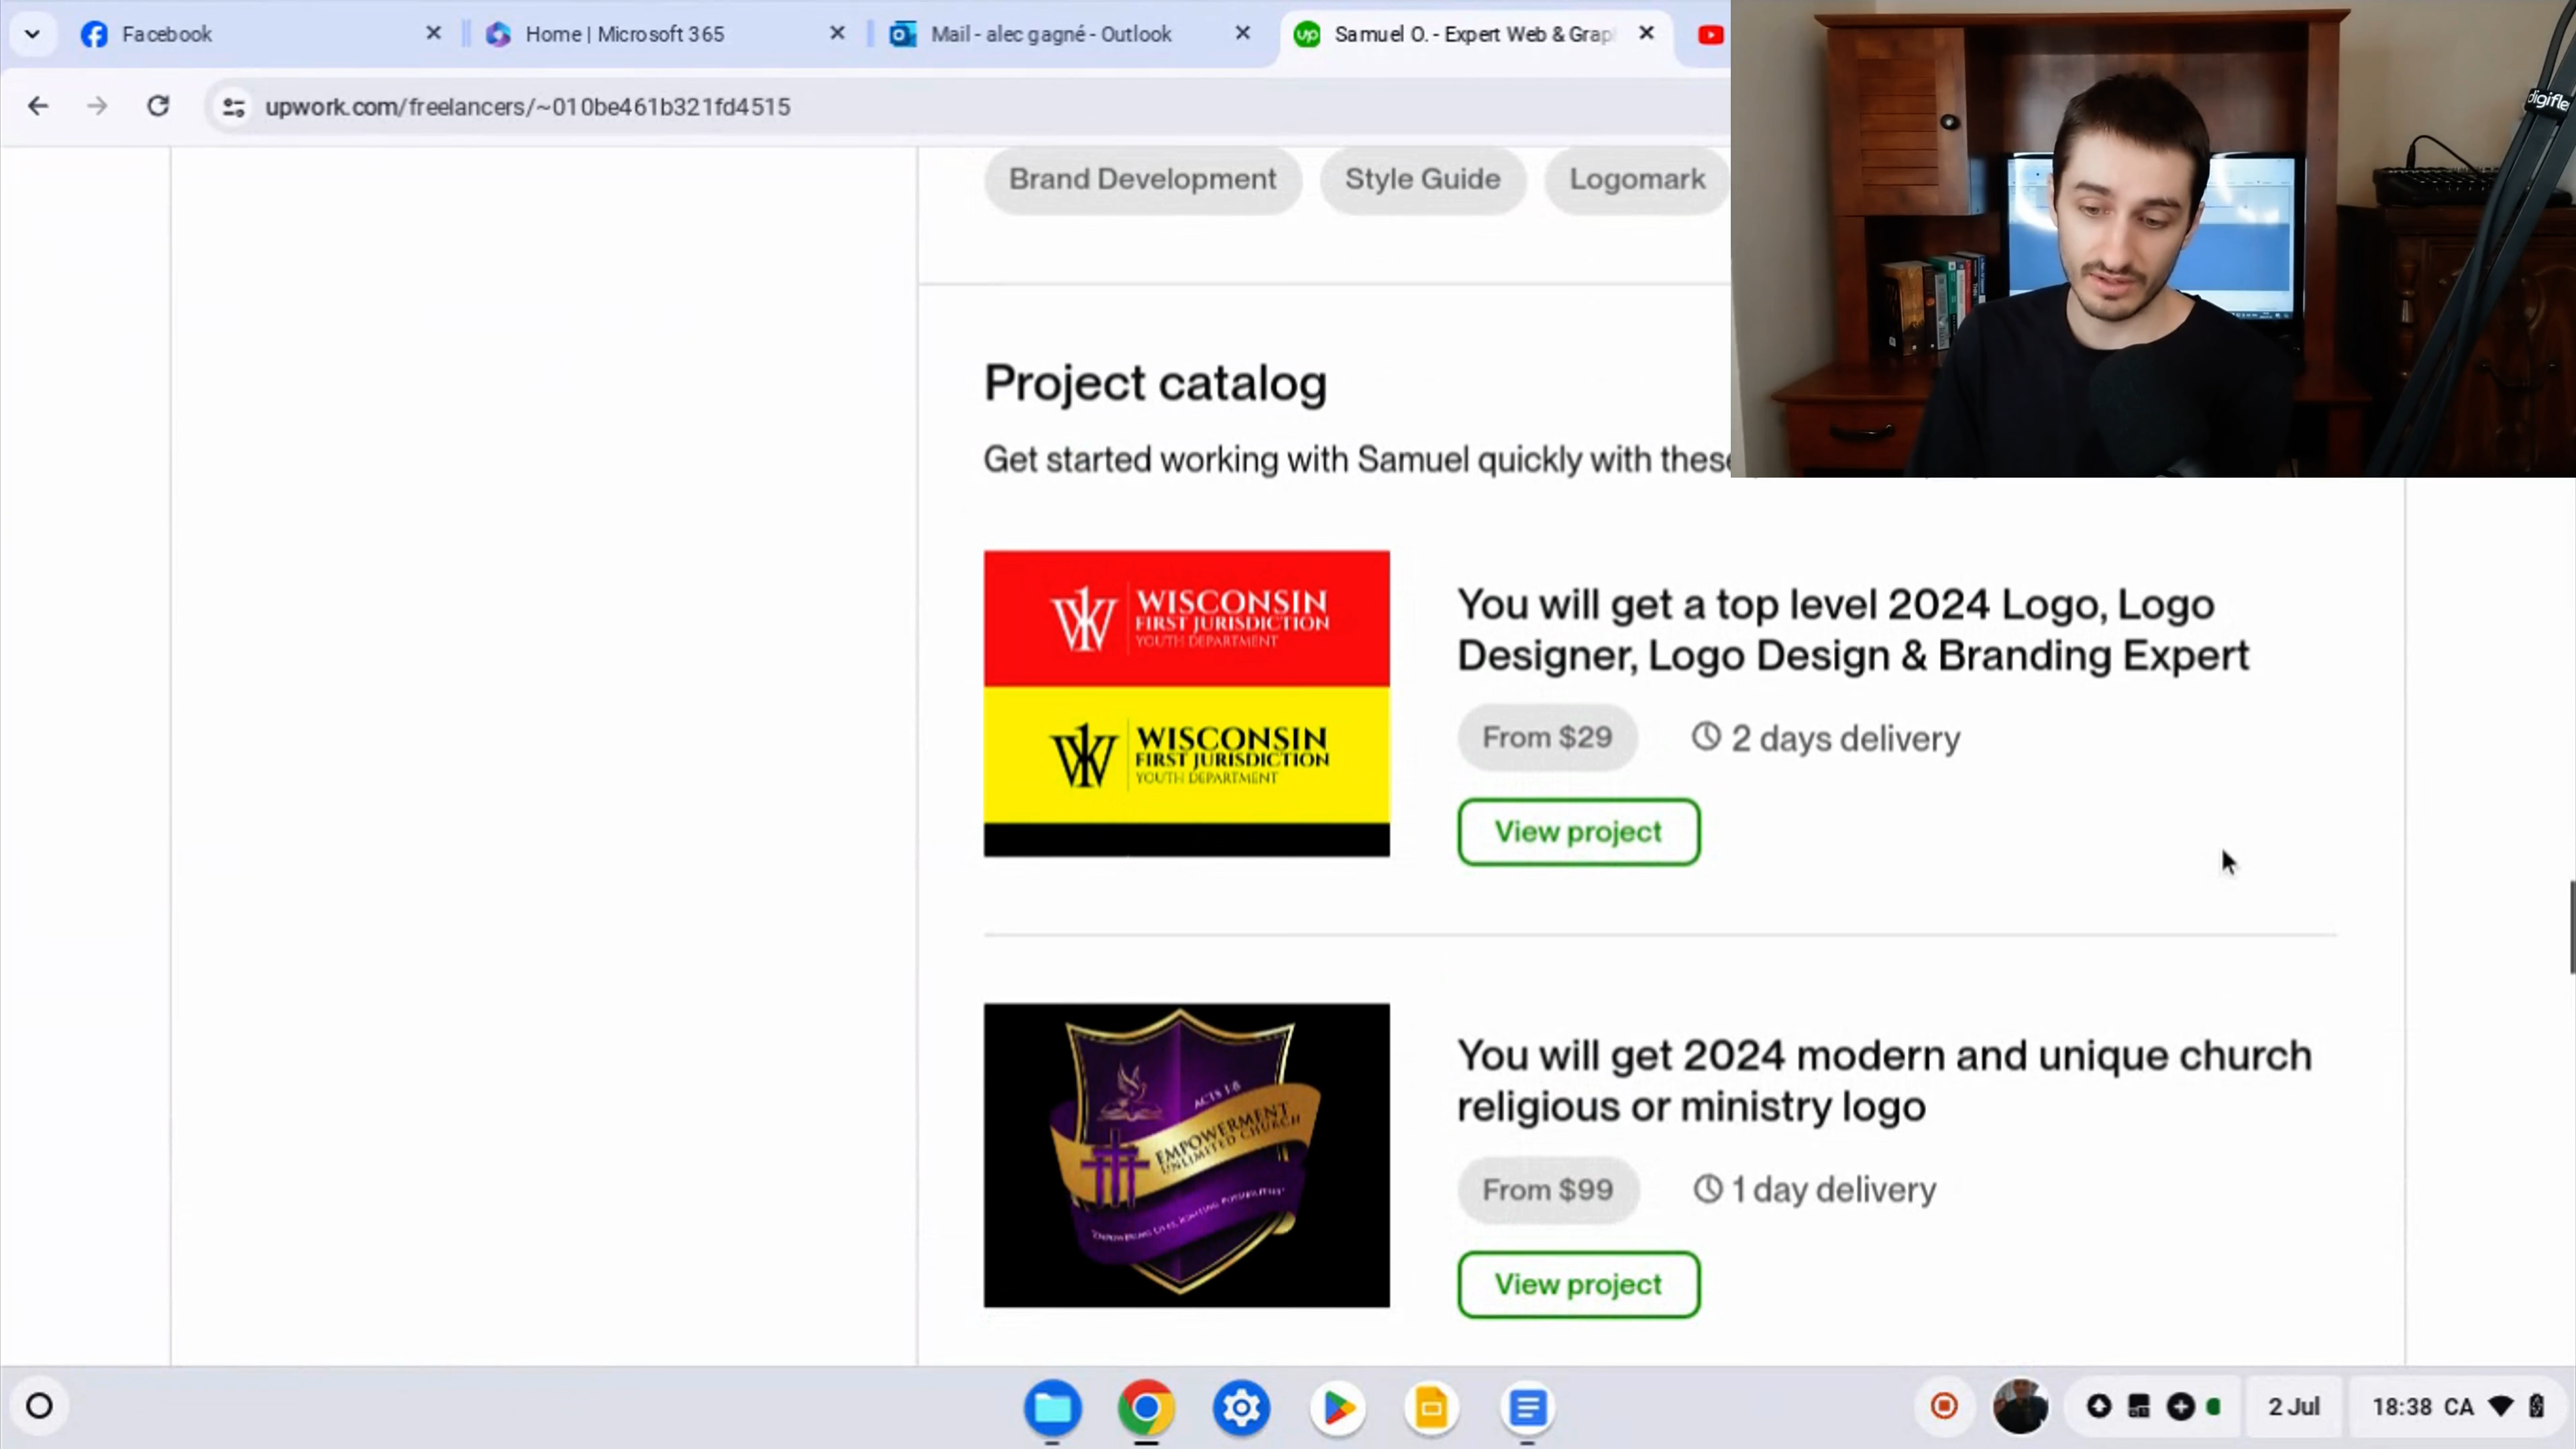 Facebook
Home | Microsoft 365
Mail - alec gagné - Outlook
Samuel O. - Expert Web & Grap
upwork.com/freelancers/~010be461b321fd4515
digifle
Brand Development
Style Guide
Logomark
Project catalog
Get started working with Samuel quickly with these
WISCONSIN
FIRST JURISDICTION
YOUTH DEPARTMENT
WISCONSIN
FIRST JURISDICTION
YOUTH DEPARTMENT
You will get a top level 2024 Logo, Logo
Designer, Logo Design & Branding Expert
From $29
2 days delivery
View project
ACTS 1:8
EMPOWERMENT
UNLIMITED CHURCH
You will get 2024 modern and unique church
religious or ministry logo
From $99
1 day delivery
View project
2 Jul
18:38 CA